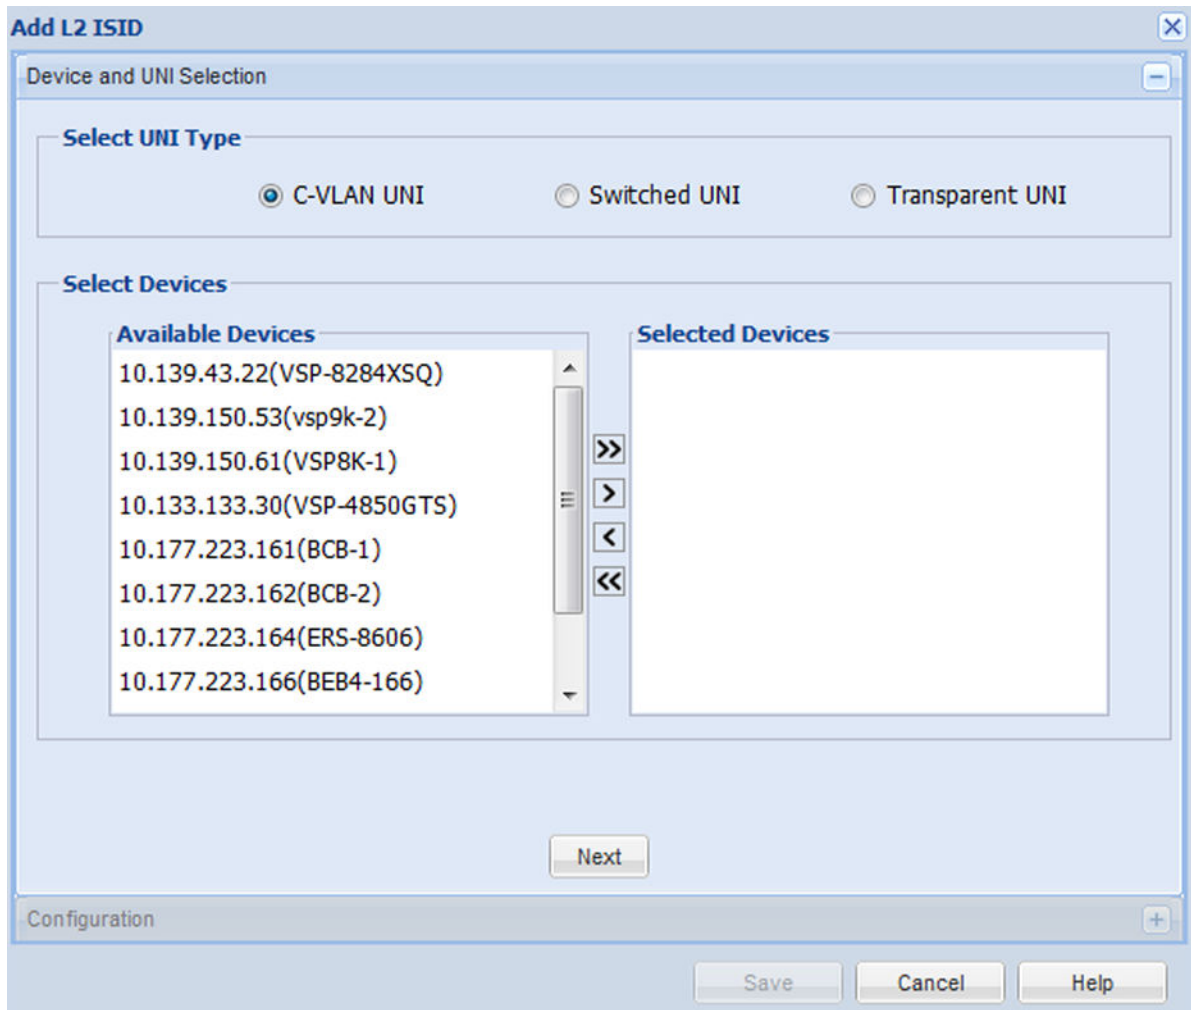 Add L2 ISID
Device and UNI Selection
Select UNI Type
C-VLAN UNI Switched UNI Transparent UNI
Select Devices
Available Devices Selected Devices
10.139.43.22(VSP-8284XSQ)
10.139.150.53(vsp9k-2)
10.139.150.61(VSP8K-1)
10.133.133.30(VSP-4850GTS)
10.177.223.161(BCB-1)
10.177.223.162(BCB-2)
10.177.223.164(ERS-8606)
10.177.223.166(BEB4-166)
>>
>
<
<<
Next
Configuration
Save Cancel Help